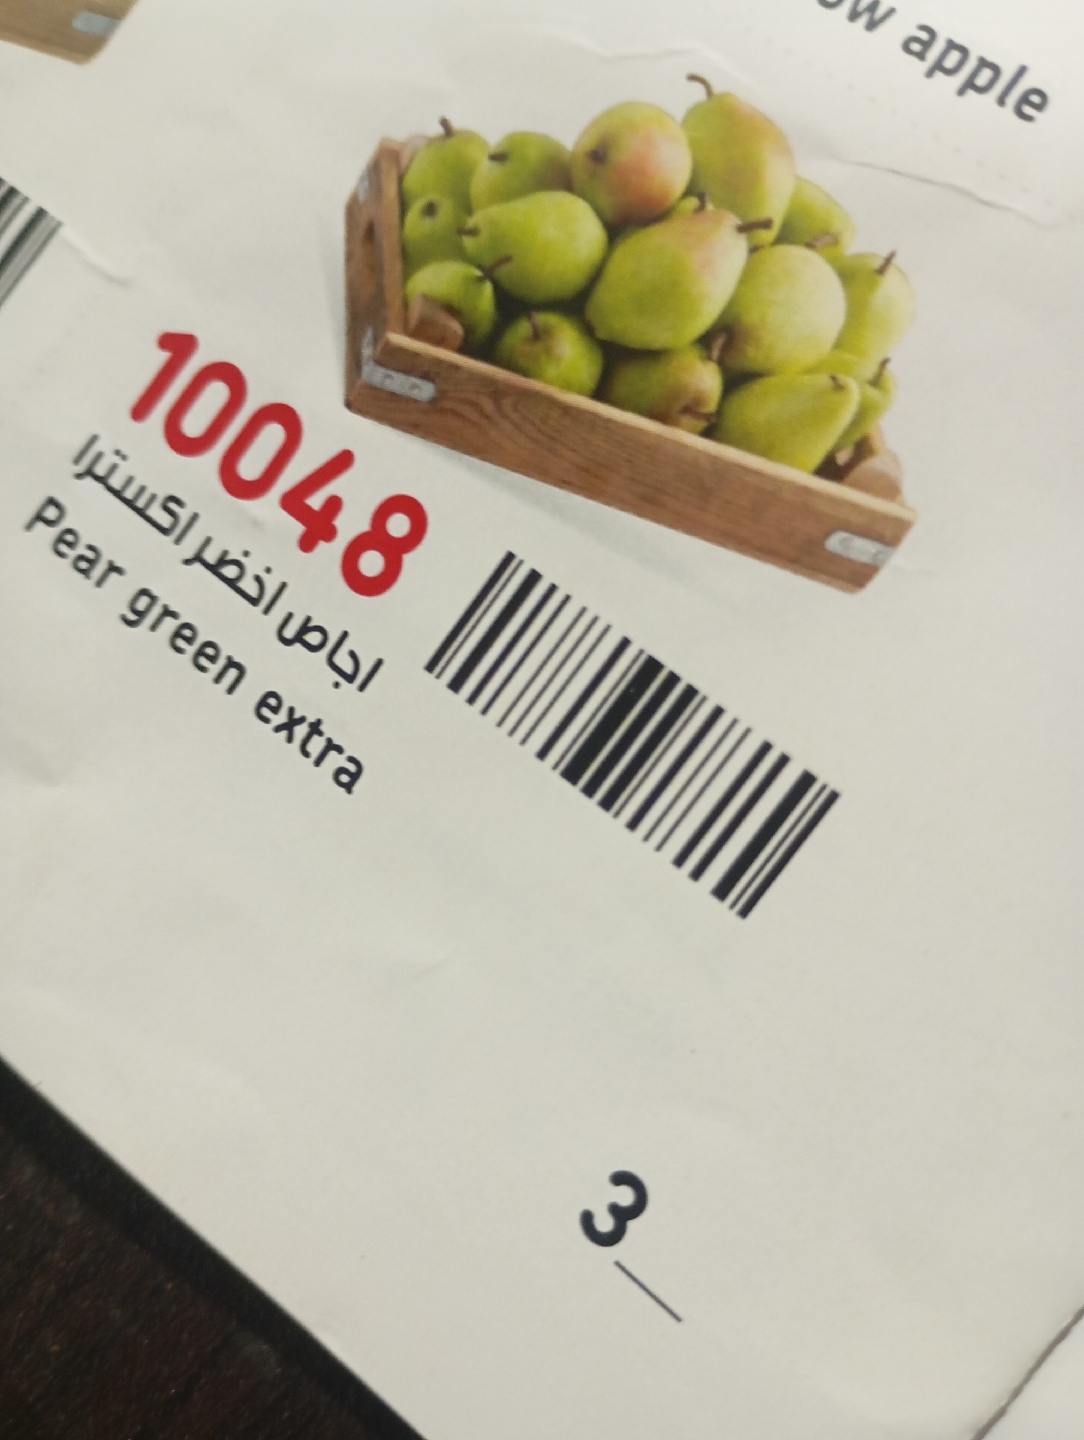 ow apple
10048
اجاص اخضر اكسترا
Pear green extra
3